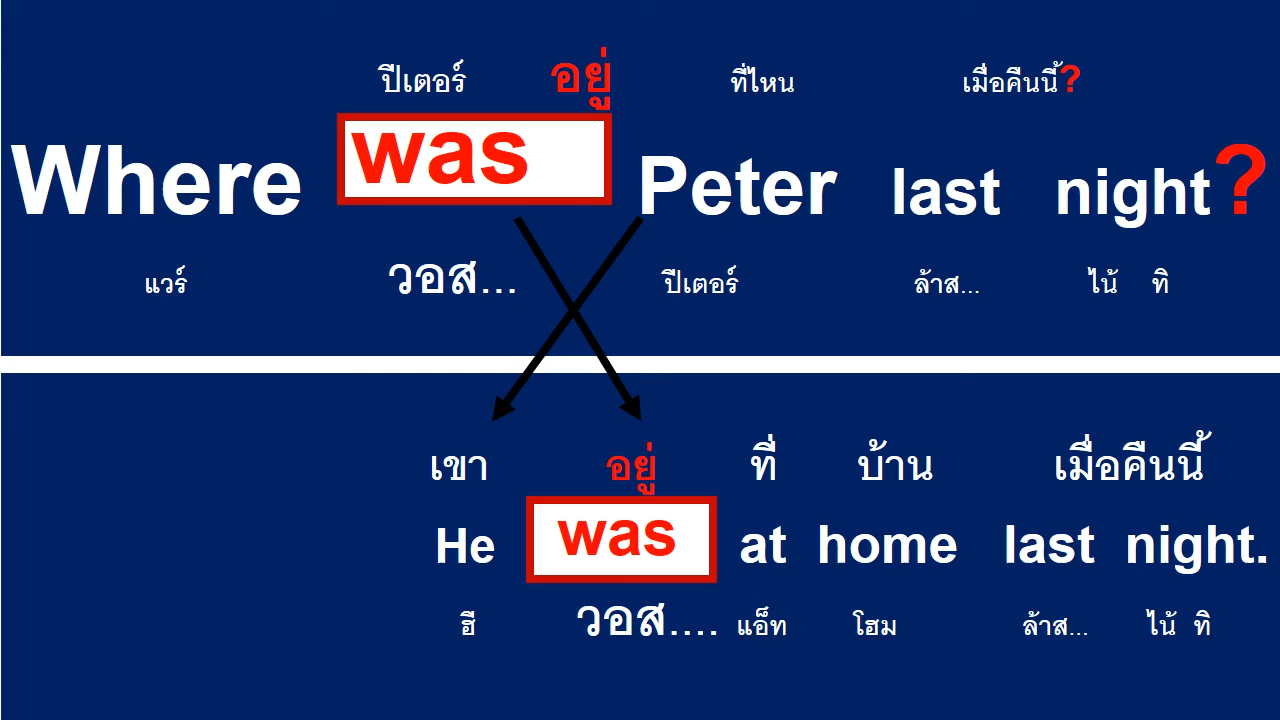 ปีเตอร์ อยู่ ที่ไหน เมื่อคืนนี้?
Where was Peter last night?
แวร์ วอส... ปีเตอร์ ล้าส... ไน้ ทิ
เขา อยู่ ที่ บ้าน เมื่อคืนนี้
He was at home last night.
ฮี วอส.... แอ็ท โฮม ล้าส... ไน้ ทิ